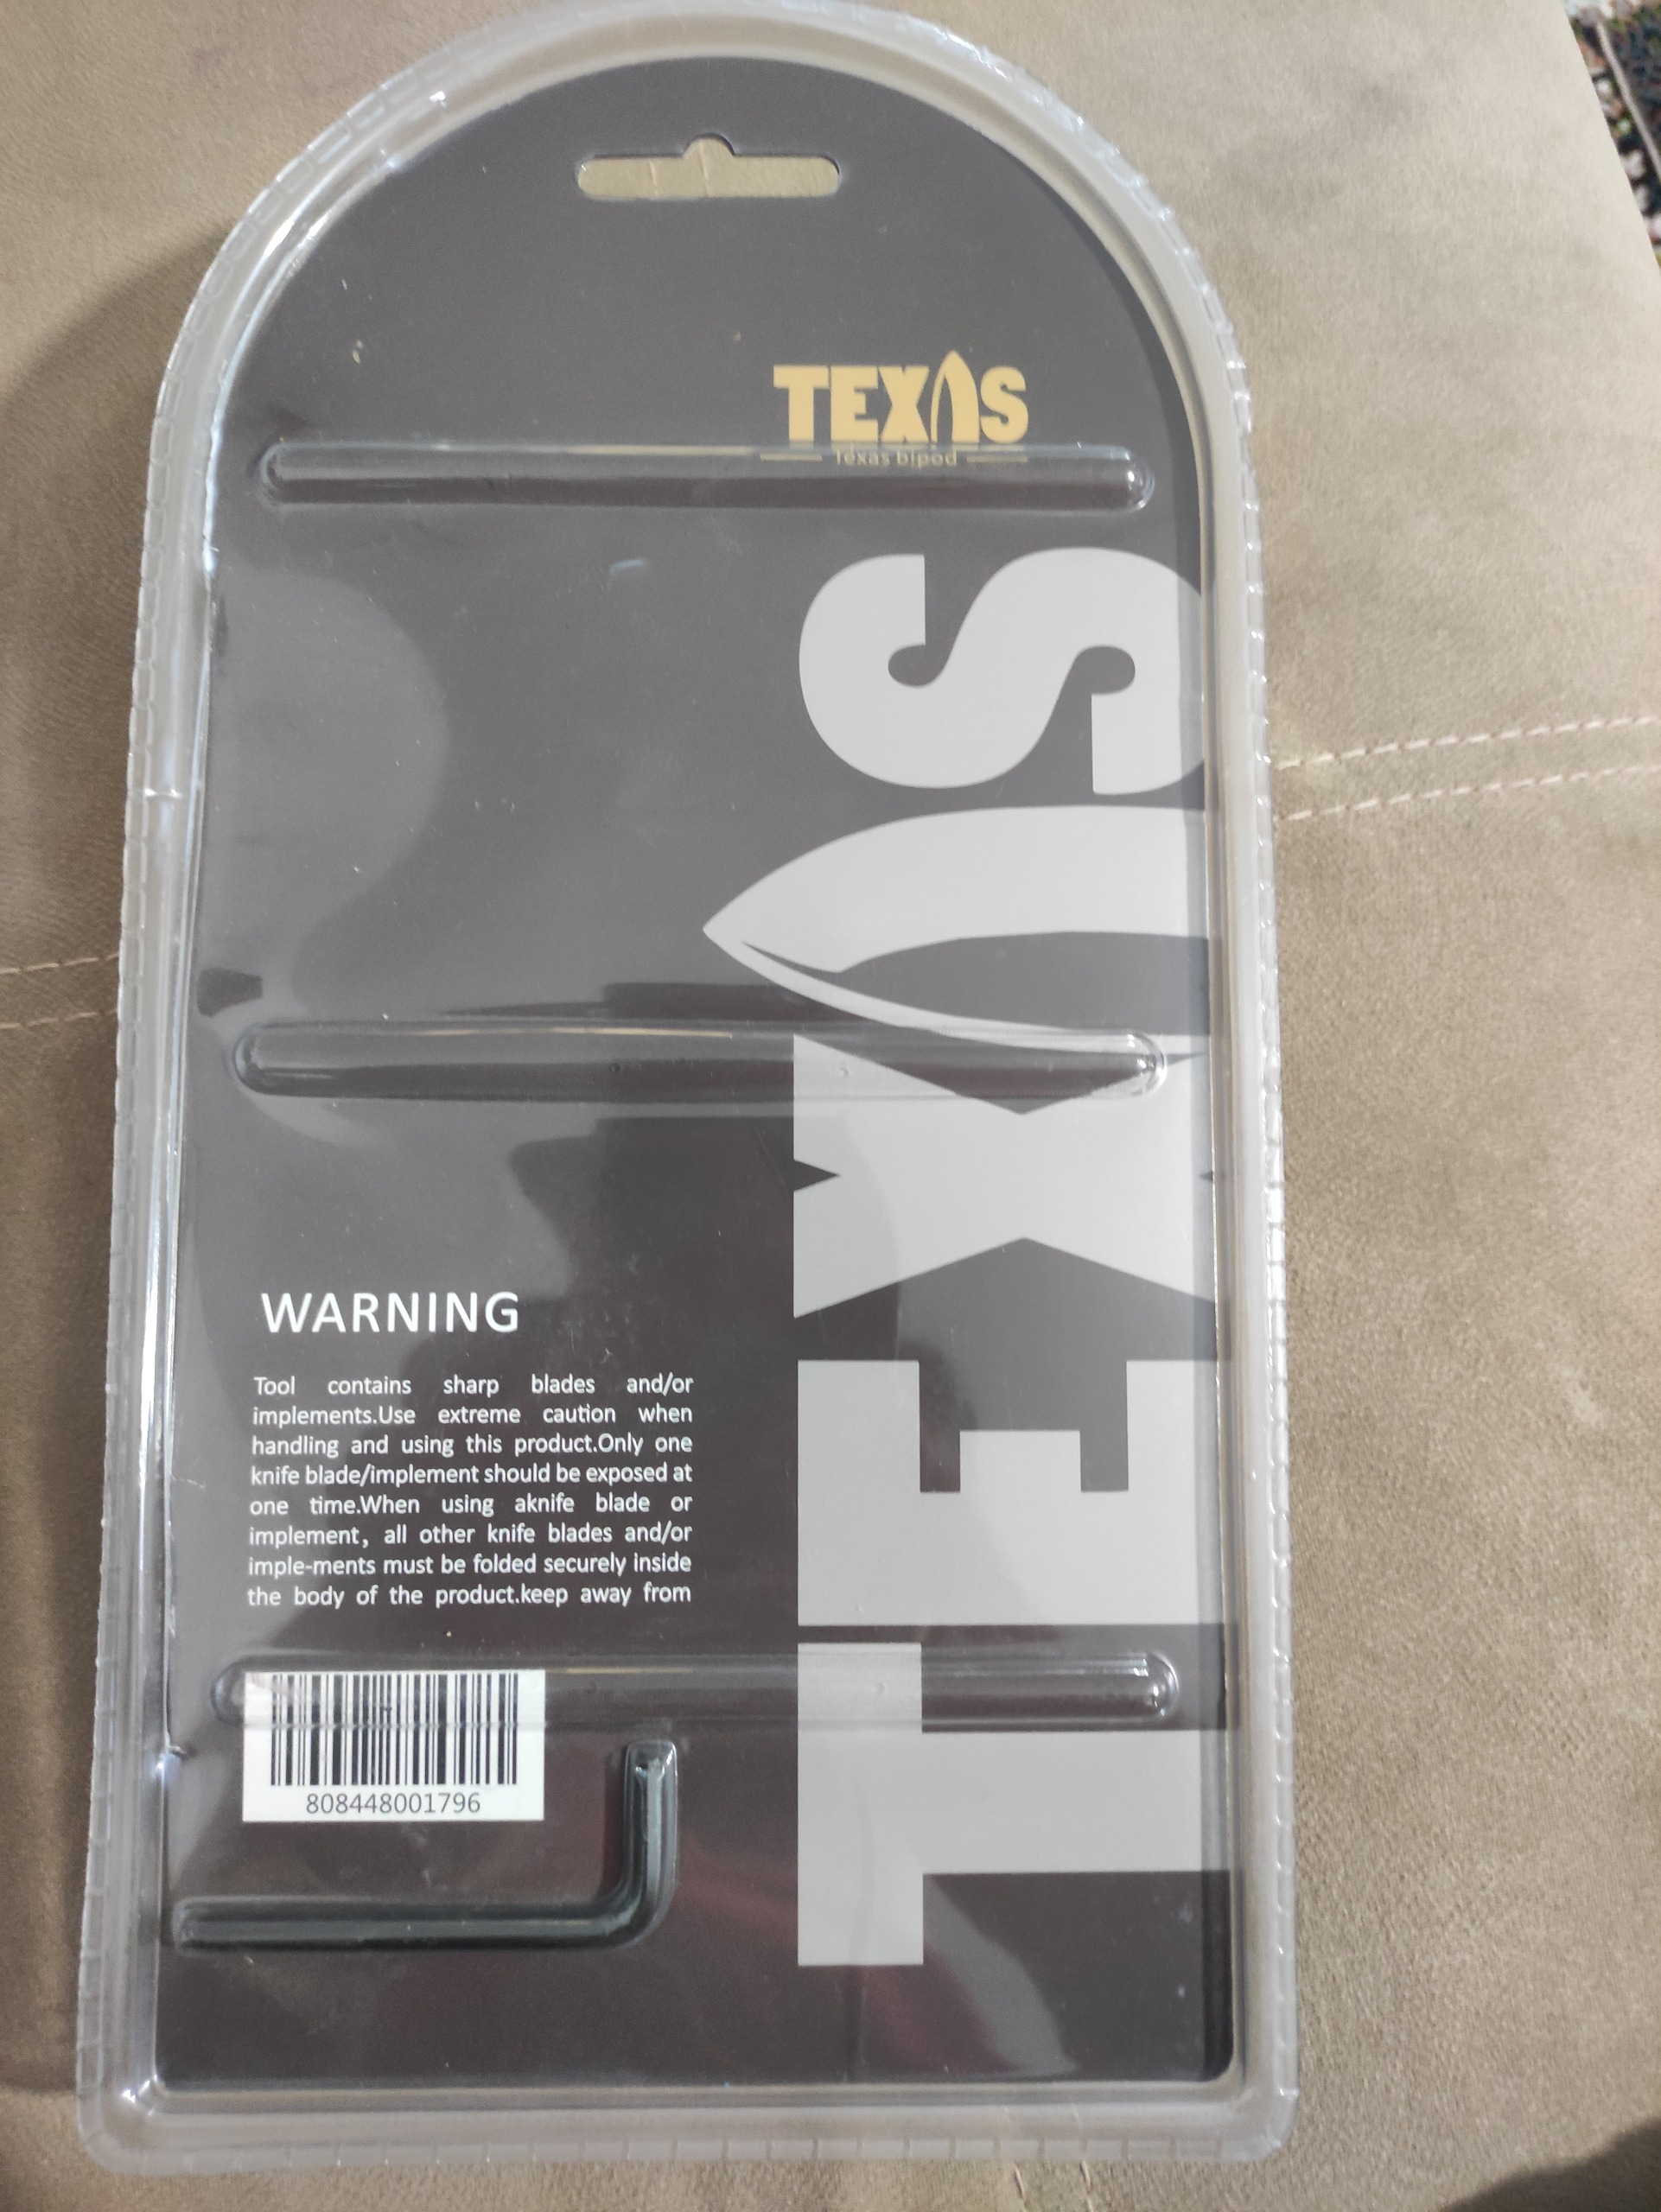 TEXAS
Texas bipod
TEXAS
WARNING
Tool contains sharp blades and/or
implements.Use extreme caution when
handling and using this product.Only one
knife blade/implement should be exposed at
one time.When using aknife blade or
implement, all other knife blades and/or
imple-ments must be folded securely inside
the body of the product.keep away from
808448001796